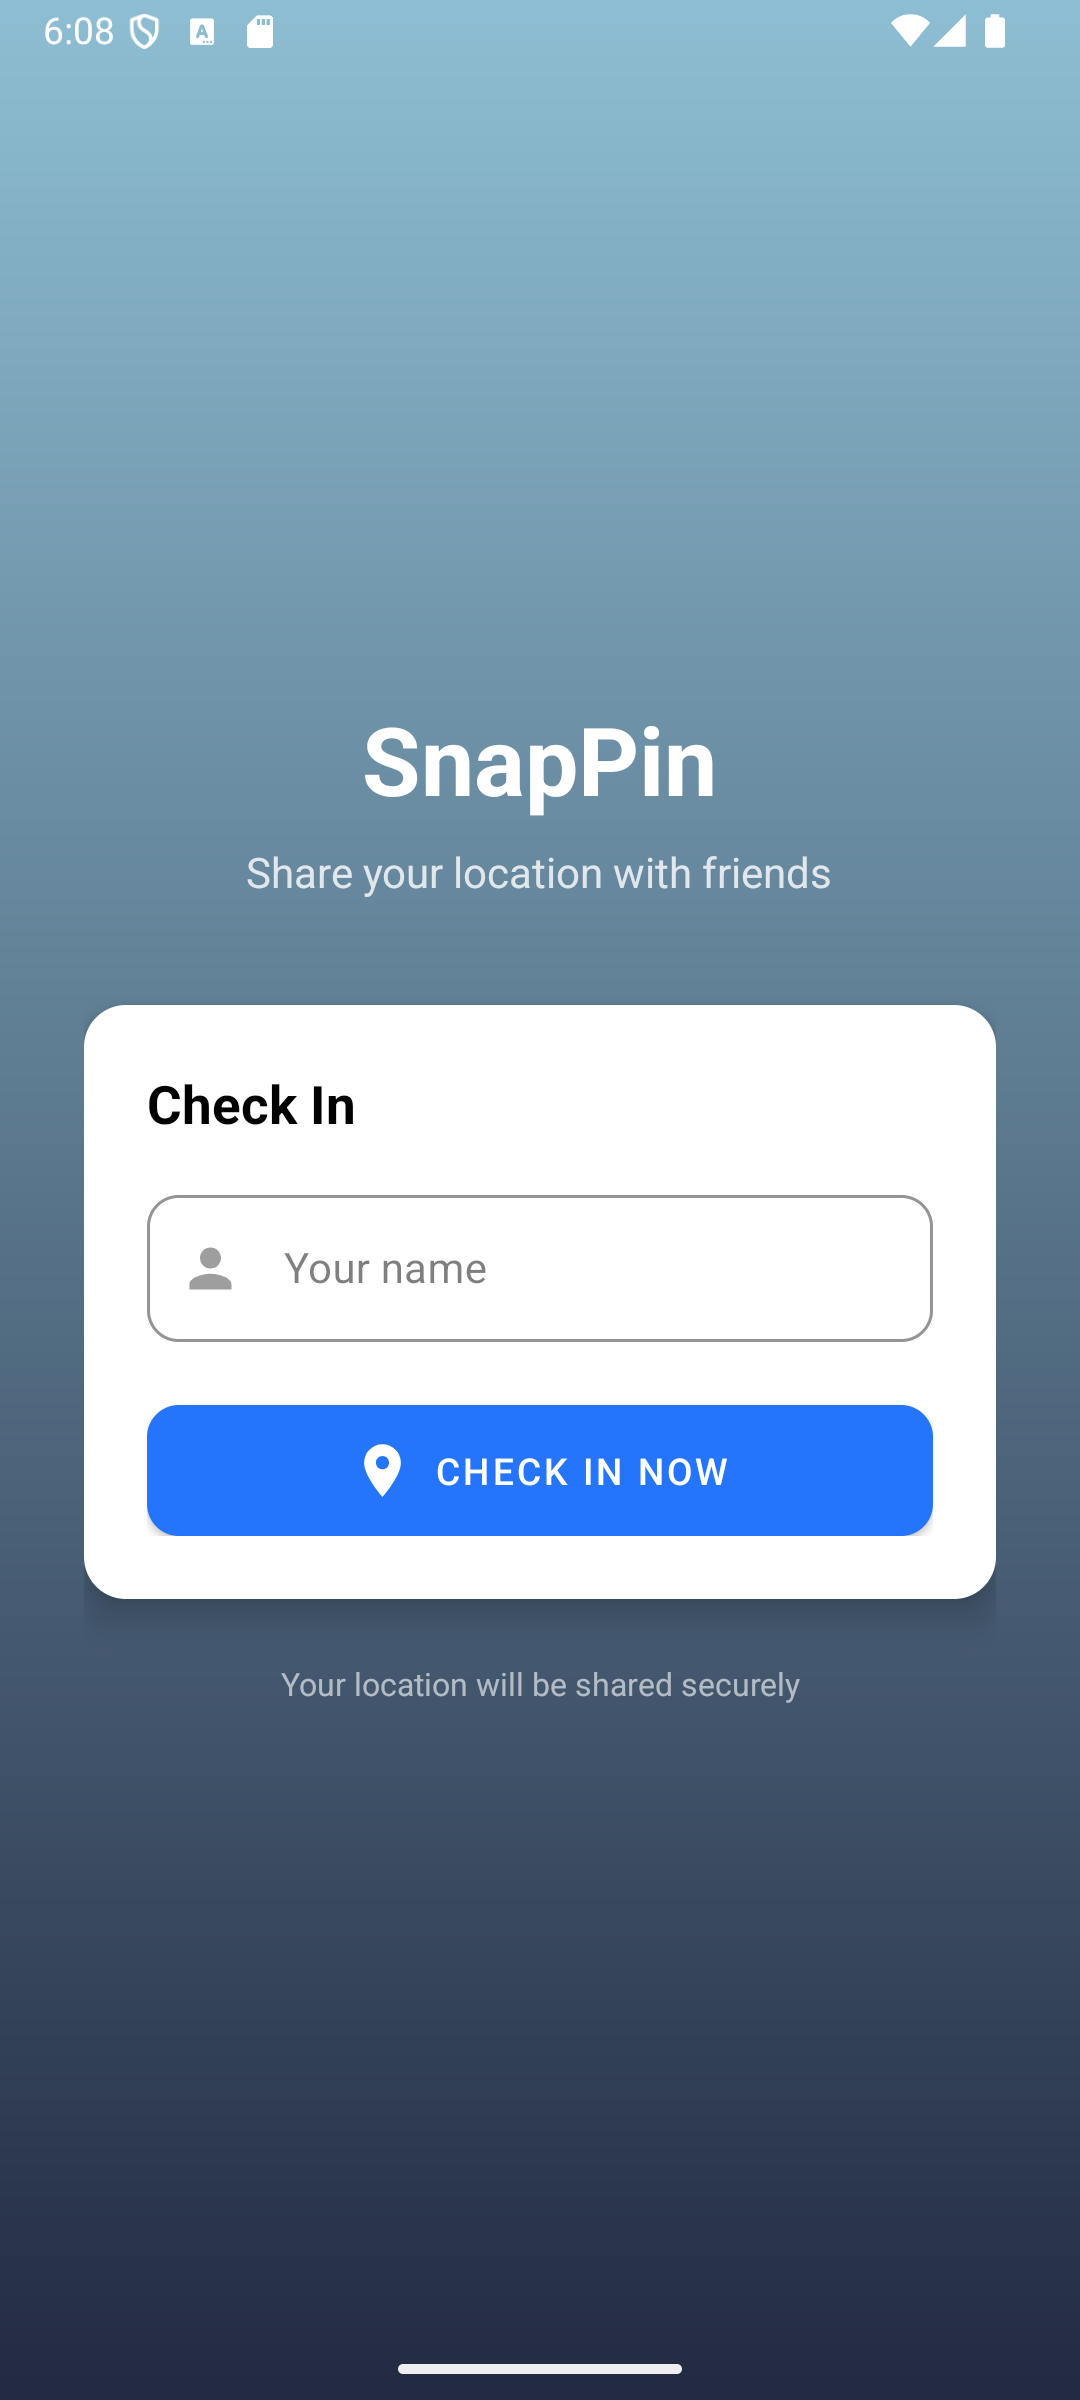 6:08
SnapPin
Share your location with friends
Check In
Your name
CHECK IN NOW
Your location will be shared securely